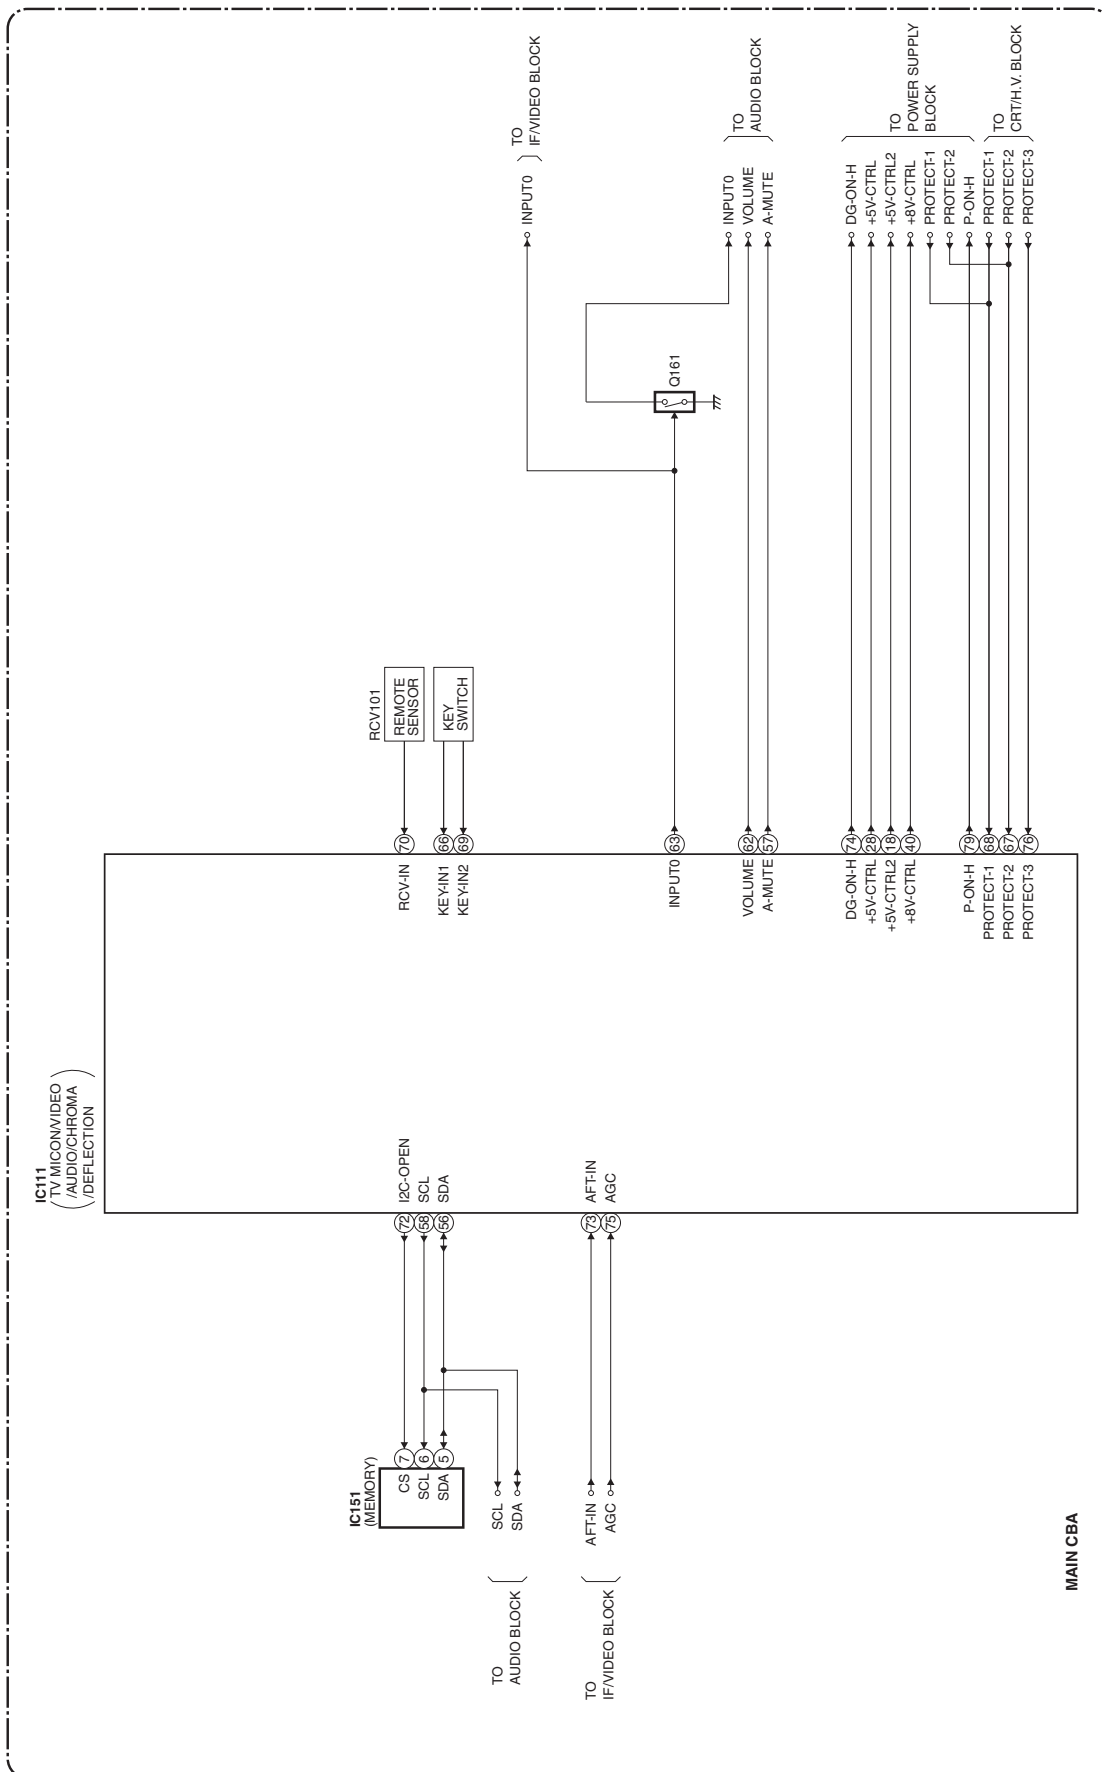 IC151
(MEMORY)
CS 7
SCL 6
SDA 5
SCL
SDA
TO
AUDIO BLOCK
AFT-IN
AGC
TO
IF/VIDEO BLOCK
IC111
TV MICON/VIDEO
/AUDIO/CHROMA
/DEFLECTION
72 I2C-OPEN
58 SCL
56 SDA
73 AFT-IN
75 AGC
RCV-IN 70
KEY-IN1 66
KEY-IN2 69
INPUT0 63
VOLUME 62
A-MUTE 57
DG-ON-H 74
+5V-CTRL 28
+5V-CTRL2 18
+8V-CTRL 40
P-ON-H 79
PROTECT-1 68
PROTECT-2 67
PROTECT-3 76
RCV101
REMOTE
SENSOR
KEY
SWITCH
Q161
INPUT0
TO
IF/VIDEO BLOCK
INPUT0
VOLUME
A-MUTE
TO
AUDIO BLOCK
DG-ON-H
+5V-CTRL
+5V-CTRL2
+8V-CTRL
PROTECT-1
PROTECT-2
P-ON-H
TO
POWER SUPPLY
BLOCK
PROTECT-1
PROTECT-2
PROTECT-3
TO
CRT/H.V. BLOCK
MAIN CBA